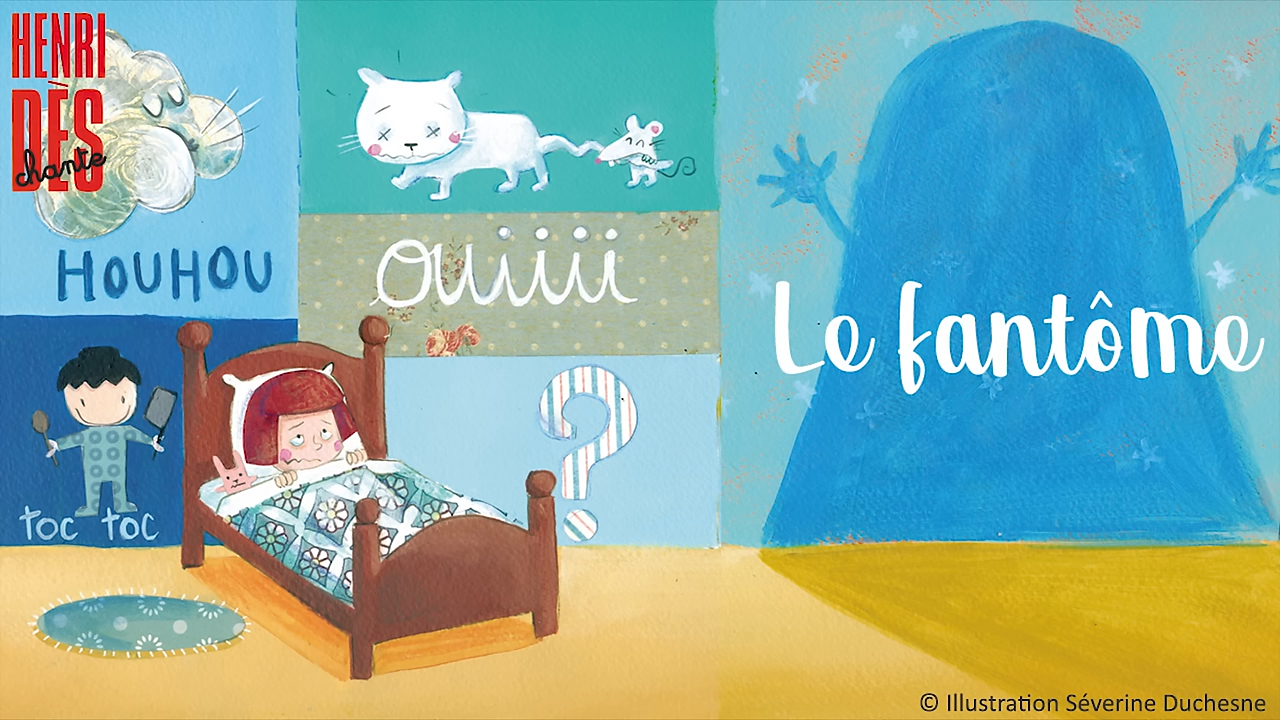 HENRI
DÈS
chante
HOUHOU
ouiiii
toc toc
?
Le fantôme
© Illustration Séverine Duchesne